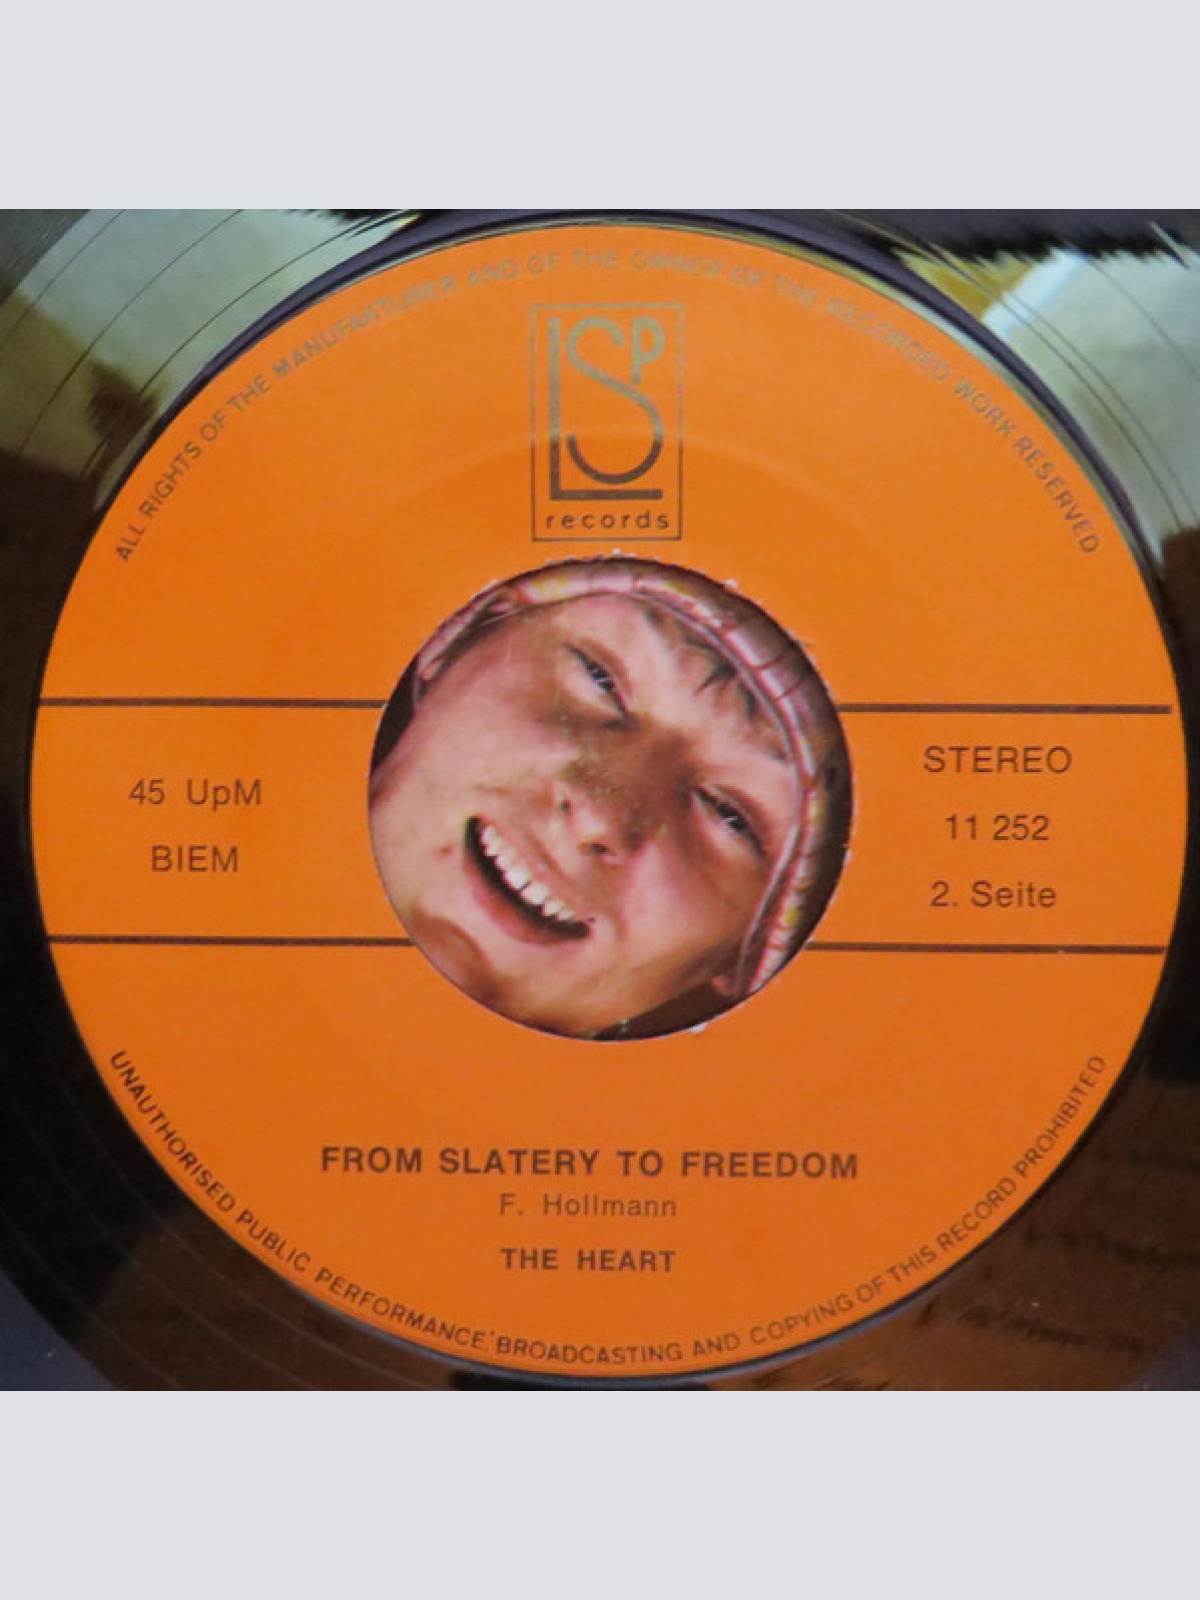 ALL RIGHTS OF THE MANUFAKTURER AND OF THE OWNER OF THE RECORDED WORK RESERVED
LSP
records
45 UpM
BIEM
STEREO
11 252
2. Seite
FROM SLATERY TO FREEDOM
F. Hollmann
THE HEART
UNAUTHORISED PUBLIC PERFORMANCE, BROADCASTING AND COPYING OF THIS RECORD PROHIBITED